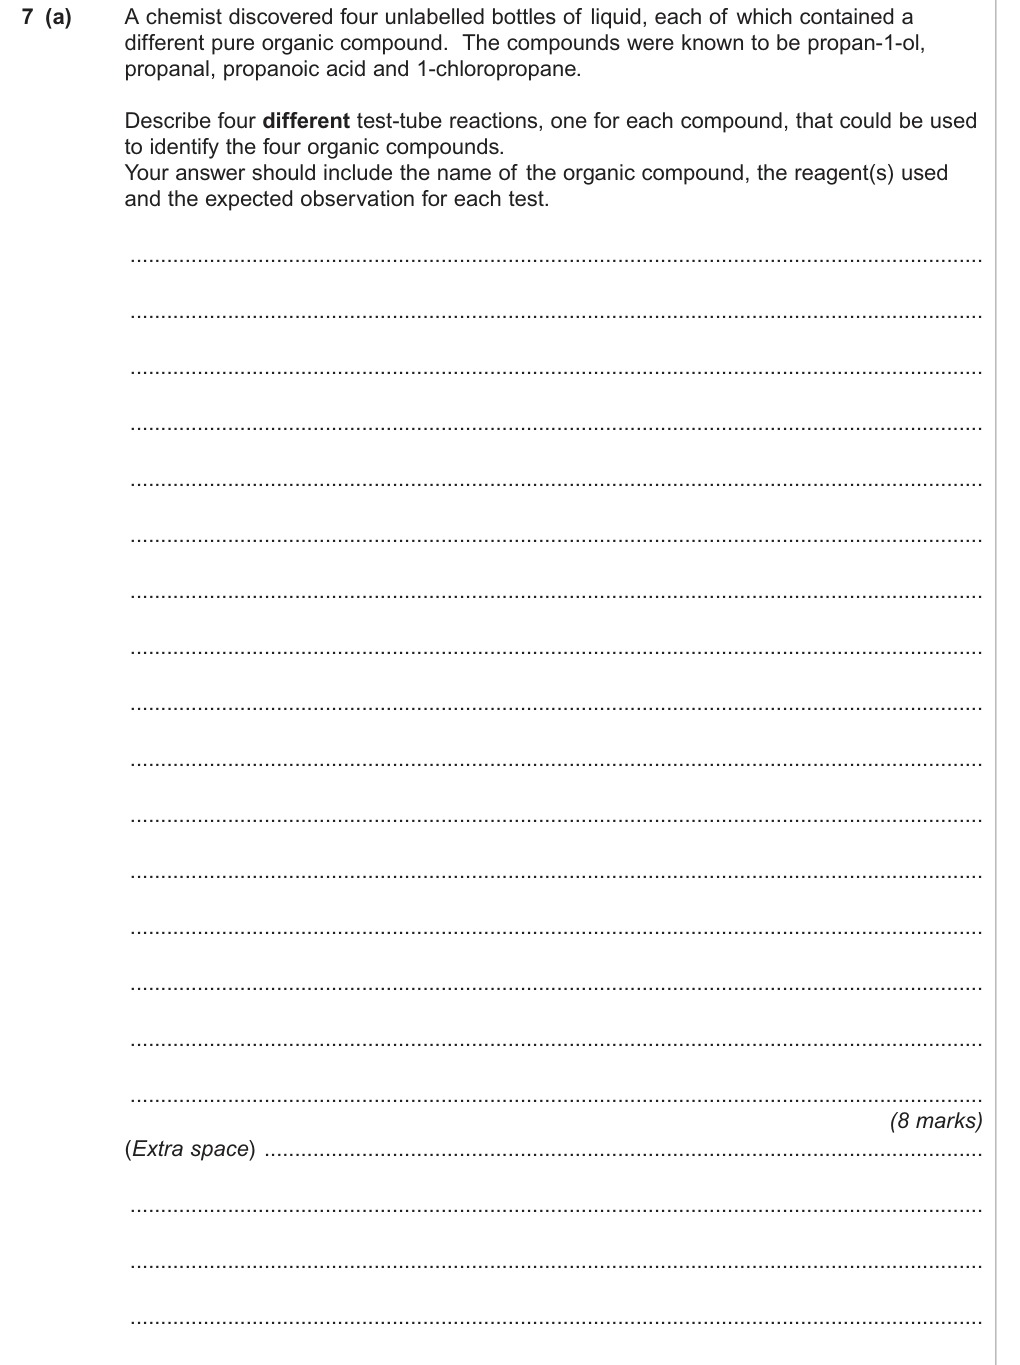 7 (a) A chemist discovered four unlabelled bottles of liquid, each of which contained a
different pure organic compound. The compounds were known to be propan-1-ol,
propanal, propanoic acid and 1-chloropropane.
Describe four different test-tube reactions, one for each compound, that could be used
to identify the four organic compounds.
Your answer should include the name of the organic compound, the reagent(s) used
and the expected observation for each test.
(8 marks)
(Extra space)